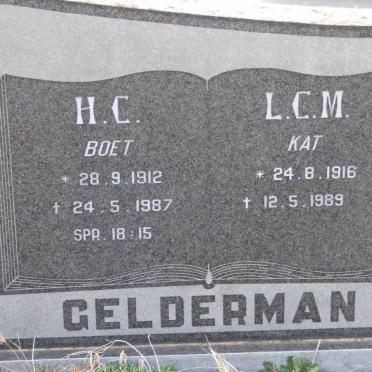 H.C.
BOET
* 28.9.1912
† 24.5.1987
SPR. 18:15
L.C.M.
KAT
* 24.8.1916
† 12.5.1989
GELDERMAN